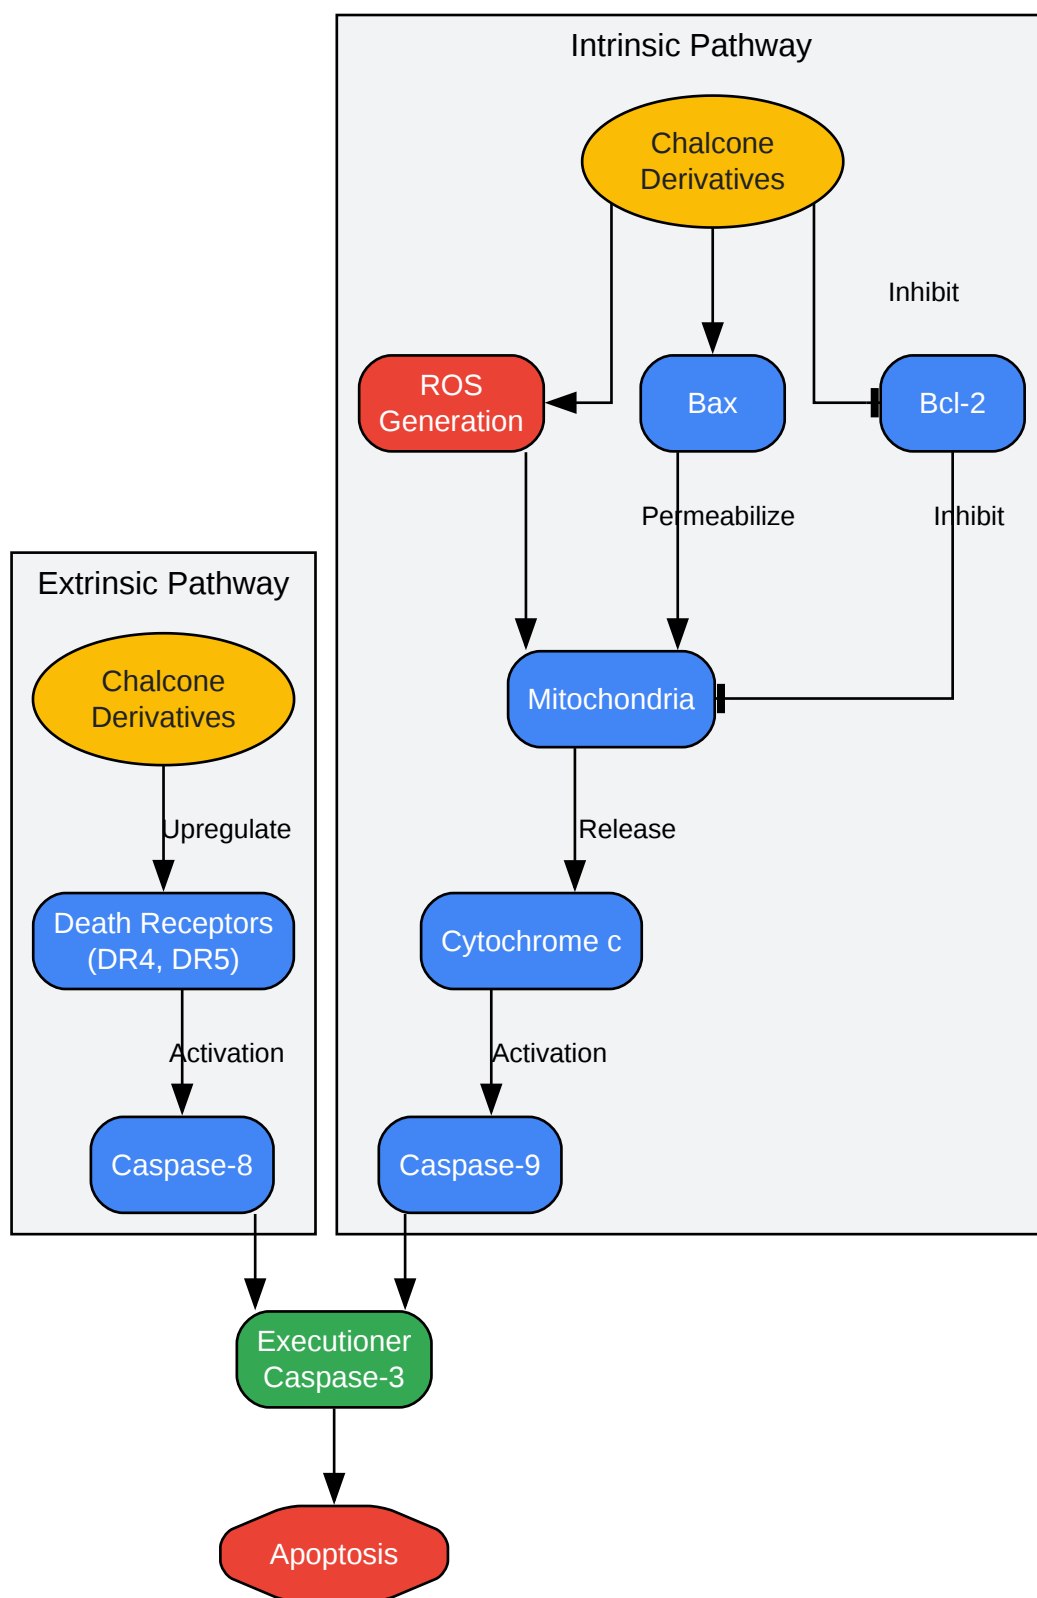 Intrinsic Pathway
Chalcone
Derivatives
Inhibit
ROS
Generation
Bax
Bcl-2
Permeabilize
Inhibit
Mitochondria
Release
Cytochrome c
Activation
Caspase-9
Extrinsic Pathway
Chalcone
Derivatives
Upregulate
Death Receptors
(DR4, DR5)
Activation
Caspase-8
Executioner
Caspase-3
Apoptosis